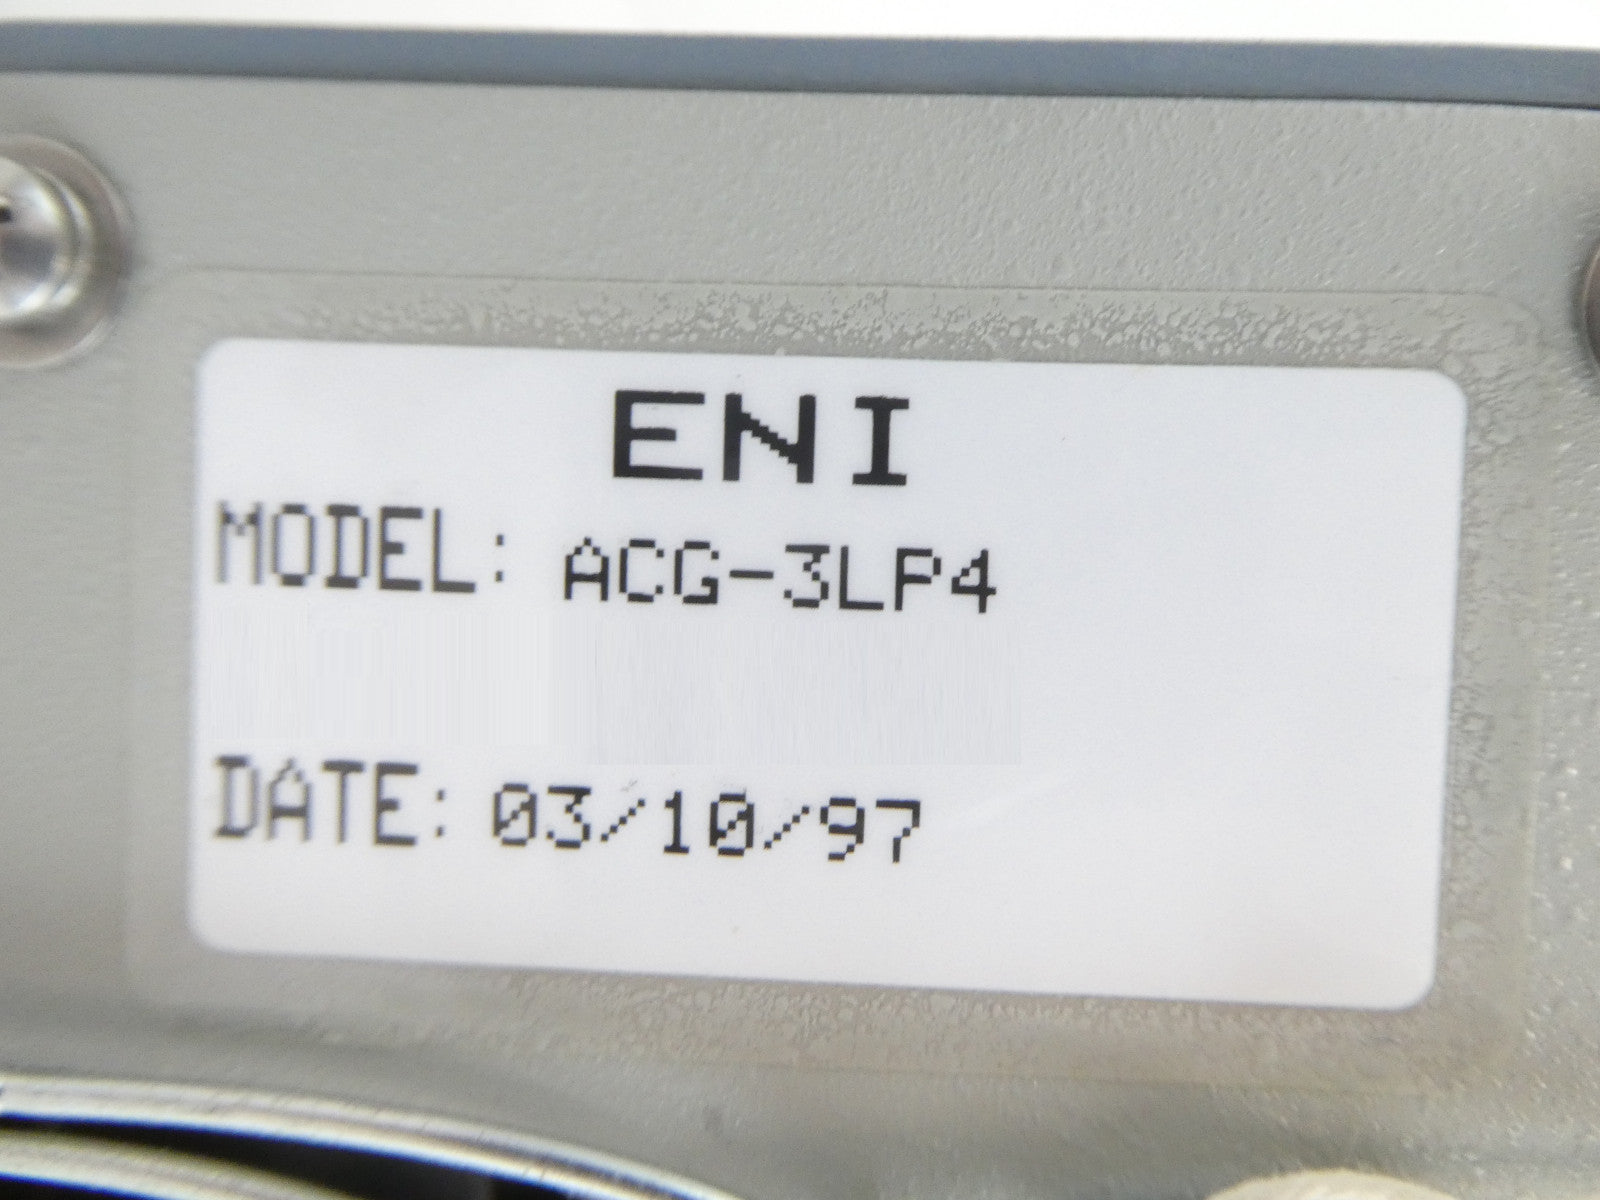 ENI
MODEL: ACG-3LP4
DATE: 03/10/97